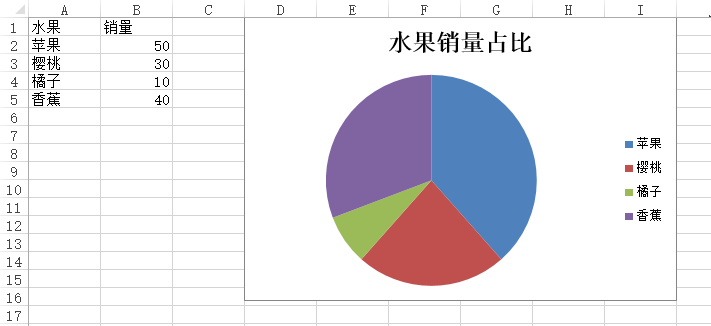 A B C D E F G H I
1 水果 销量
2 苹果 50
3 樱桃 30
4 橘子 10
5 香蕉 40
6
7
8
9
10
11
12
13
14
15
16
17
水果销量占比
苹果
樱桃
橘子
香蕉